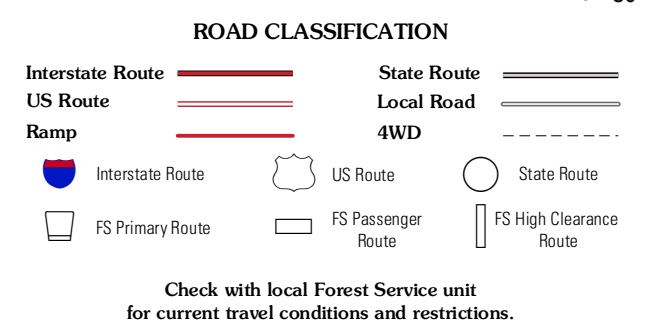 ROAD CLASSIFICATION
Interstate Route
State Route
US Route
Local Road
Ramp
4WD
Interstate Route
US Route
State Route
FS Primary Route
FS Passenger
Route
FS High Clearance
Route
Check with local Forest Service unit
for current travel conditions and restrictions.